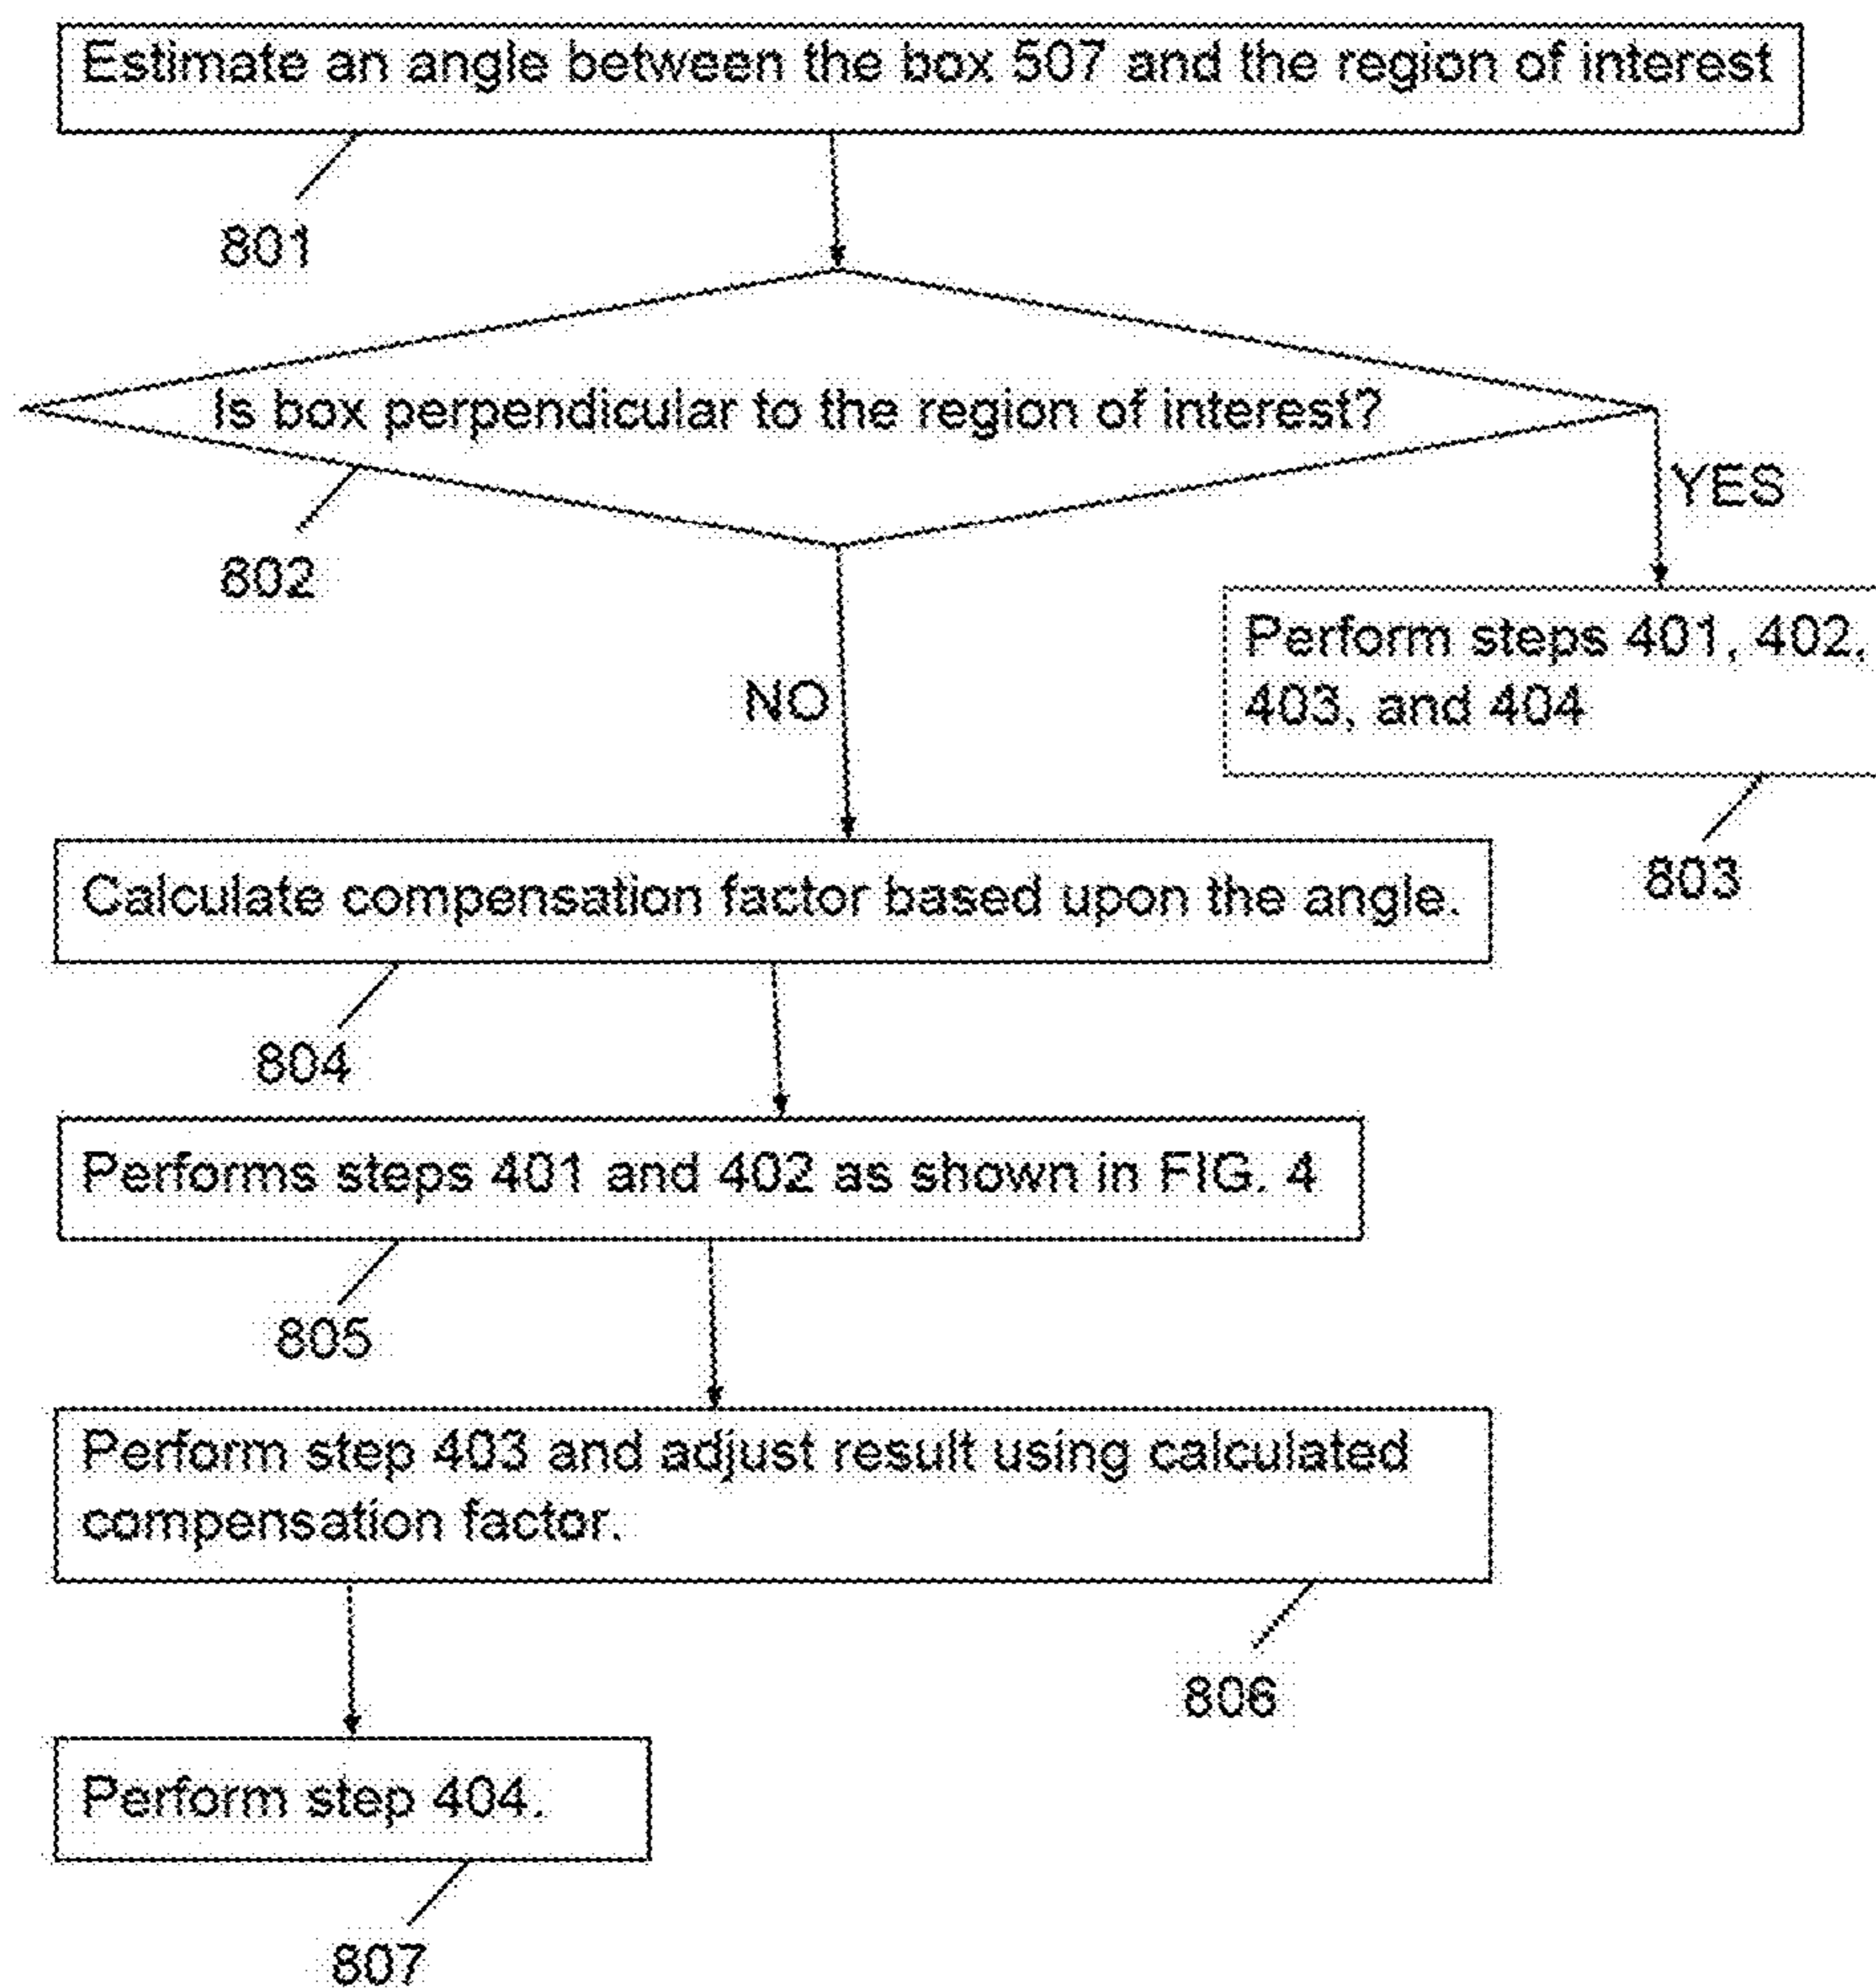 Estimate an angle between the box 507 and the region of interest
801
Is box perpendicular to the region of interest?
802
YES
Perform steps 401, 402,
403, and 404
803
NO
Calculate compensation factor based upon the angle.
804
Performs steps 401 and 402 as shown in FIG. 4
805
Perform step 403 and adjust result using calculated
compensation factor.
806
Perform step 404.
807